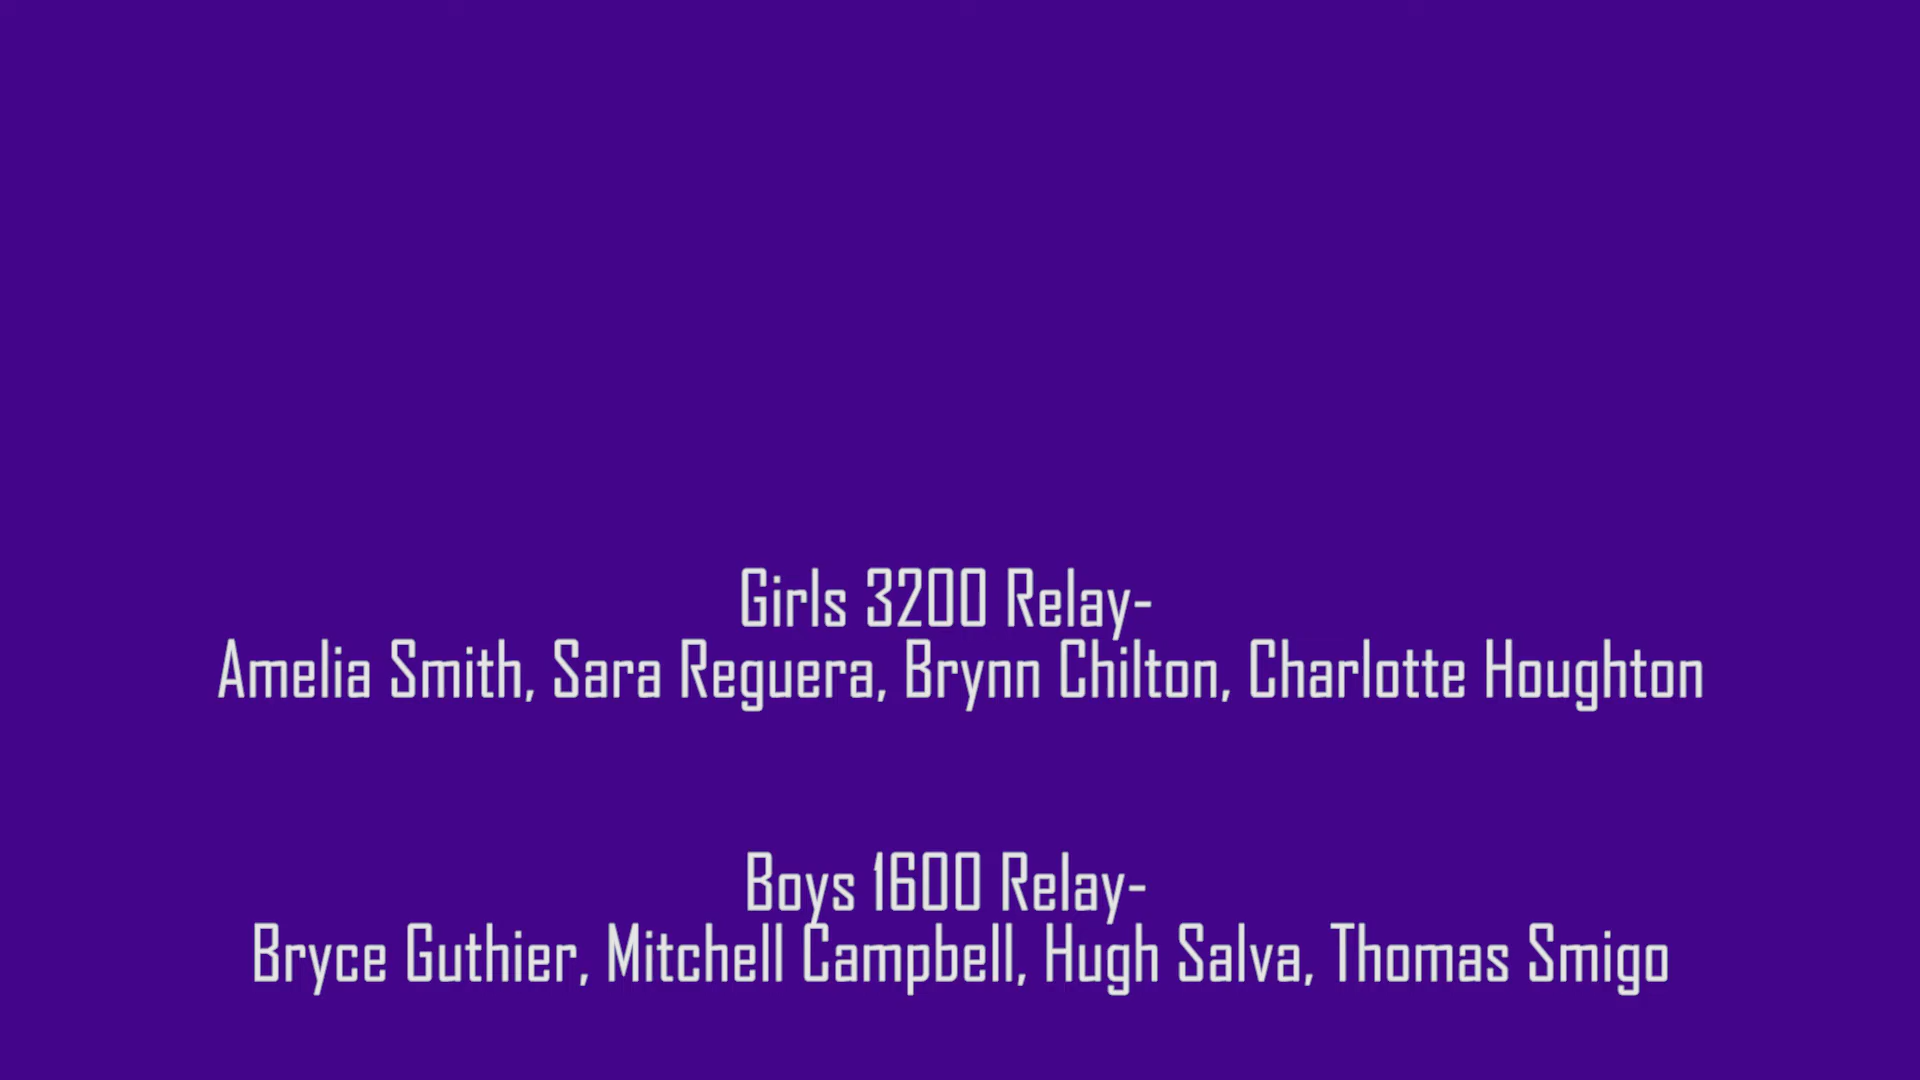 Girls 3200 Relay-
Amelia Smith, Sara Reguera, Brynn Chilton, Charlotte Houghton
Boys 1600 Relay-
Bryce Guthier, Mitchell Campbell, Hugh Salva, Thomas Smigo